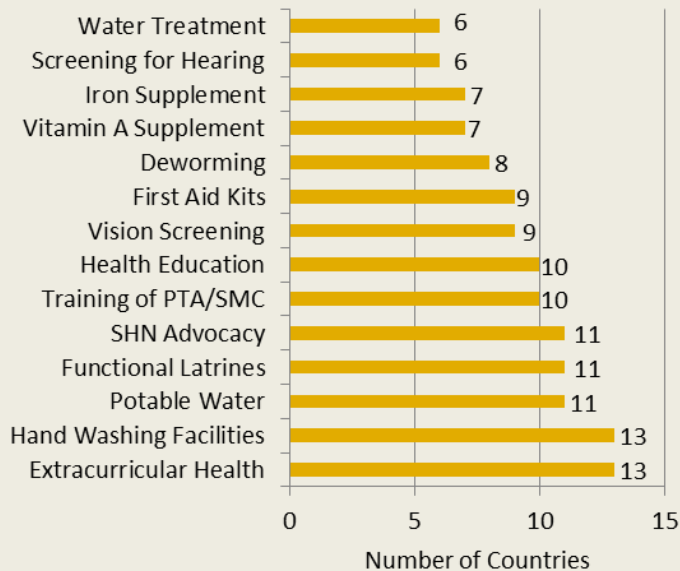 Water Treatment 6
Screening for Hearing 6
Iron Supplement 7
Vitamin A Supplement 7
Deworming 8
First Aid Kits 9
Vision Screening 9
Health Education 10
Training of PTA/SMC 10
SHN Advocacy 11
Functional Latrines 11
Potable Water 11
Hand Washing Facilities 13
Extracurricular Health 13
0 5 10 15
Number of Countries